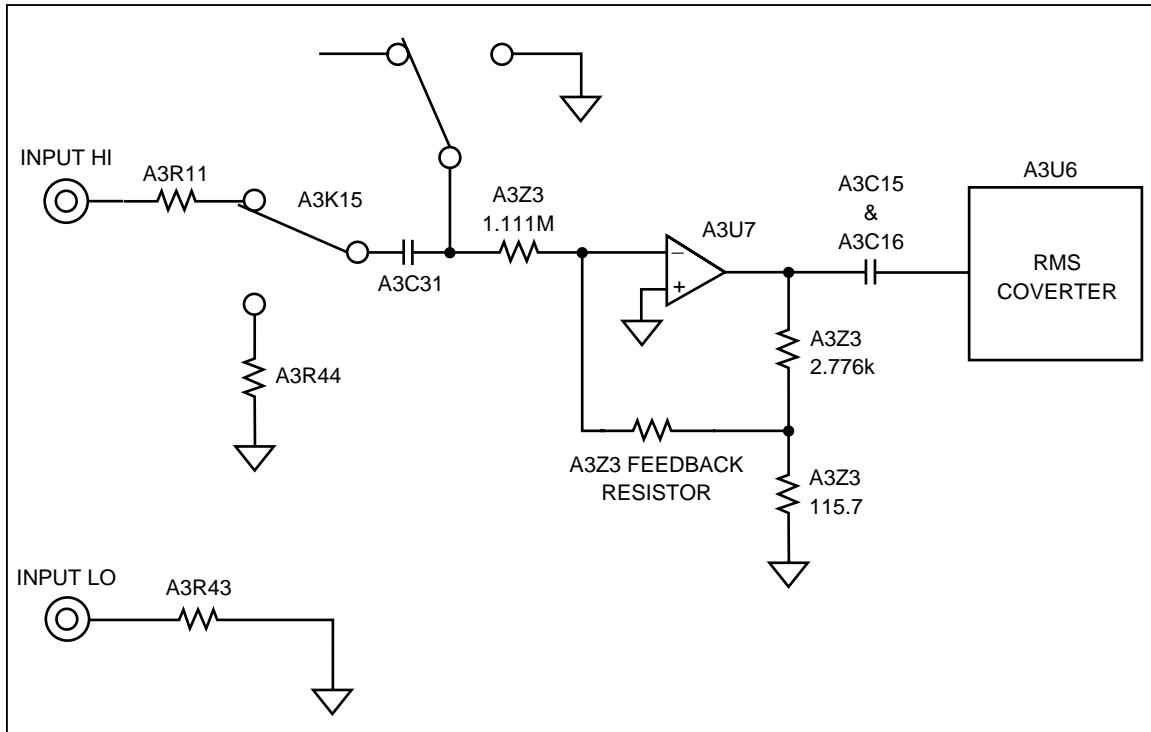 INPUT HI
A3R11
A3K15
A3C31
A3Z3
1.111M
A3U7
–
+
A3C15
&
A3C16
A3U6
RMS
COVERTER
A3Z3
2.776k
A3R44
A3Z3 FEEDBACK
RESISTOR
A3Z3
115.7
INPUT LO
A3R43